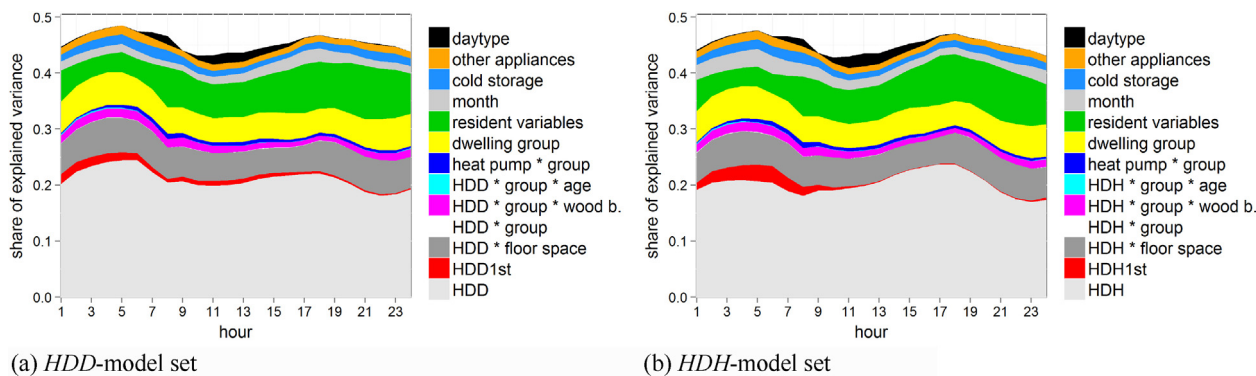 share of explained variance
0.5
0.4
0.3
0.2
0.1
0.0
1 3 5 7 9 11 13 15 17 19 21 23
hour
daytype
other appliances
cold storage
month
resident variables
dwelling group
heat pump * group
HDD * group * age
HDD * group * wood b.
HDD * group
HDD * floor space
HDD1st
HDD
(a) HDD-model set
share of explained variance
0.5
0.4
0.3
0.2
0.1
0.0
1 3 5 7 9 11 13 15 17 19 21 23
hour
daytype
other appliances
cold storage
month
resident variables
dwelling group
heat pump * group
HDH * group * age
HDH * group * wood b.
HDH * group
HDH * floor space
HDH1st
HDH
(b) HDH-model set